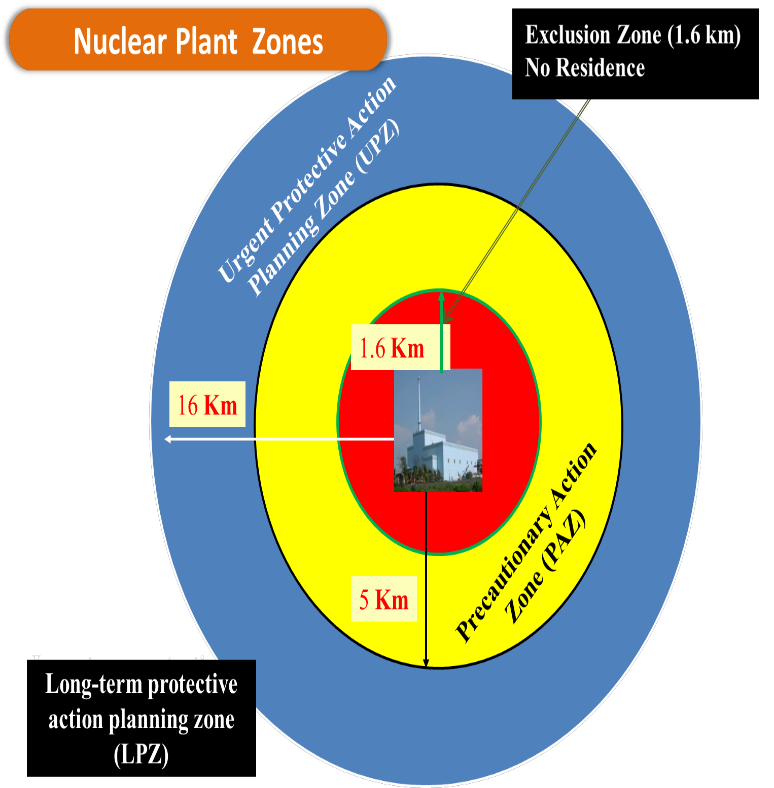 Nuclear Plant Zones
Exclusion Zone (1.6 km)
No Residence
Urgent Protective Action
Planning Zone (UPZ)
1.6 Km
16 Km
5 Km
Precautionary Action
Zone (PAZ)
Long-term protective
action planning zone
(LPZ)